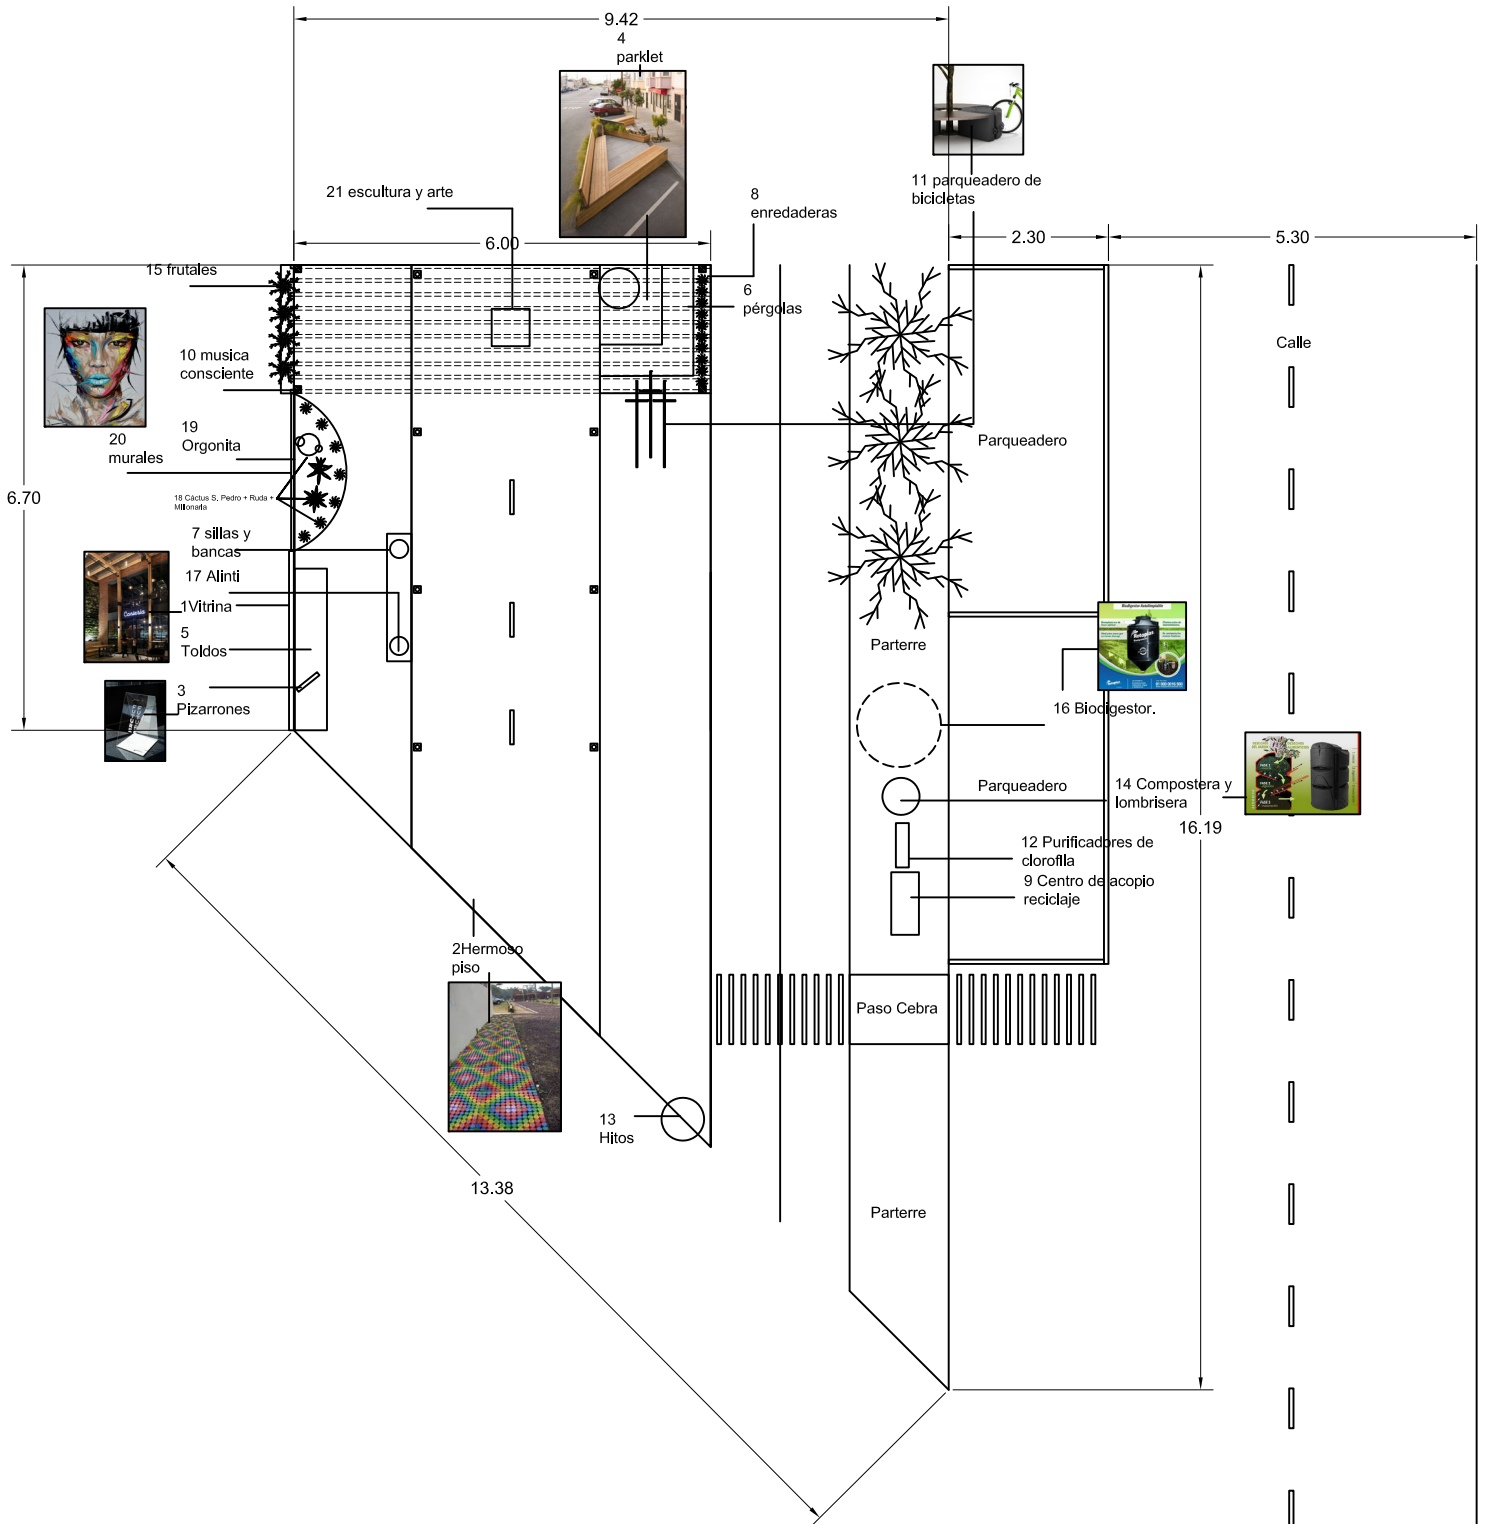 9.42
4
parklet
21 escultura y arte
8
enredaderas
11 parqueadero de
bicicletas
6.00
2.30
5.30
15 frutales
6
pérgolas
Calle
10 musica
consciente
20
murales
19
Orgonita
Parqueadero
6.70
18 Cáctus S, Pedro + Ruda +
Millonaria
7 sillas y
bancas
17 Alinti
1Vitrina
5
Toldos
3
Pizarrones
Parterre
16 Biodigestor.
Parqueadero
14 Compostera y
lombrisera
16.19
12 Purificadores de
cloroflla
9 Centro de acopio
reciclaje
2Hermoso
piso
Paso Cebra
13
Hitos
13.38
Parterre